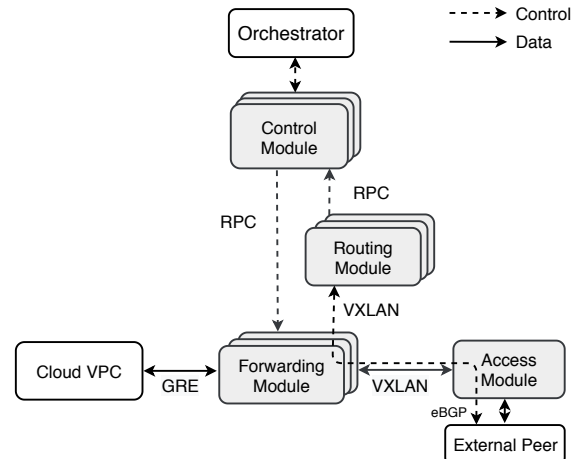 Orchestrator
Control
Data
Control
Module
RPC
RPC
Routing
Module
VXLAN
Cloud VPC
GRE
Forwarding
Module
VXLAN
Access
Module
eBGP
External Peer